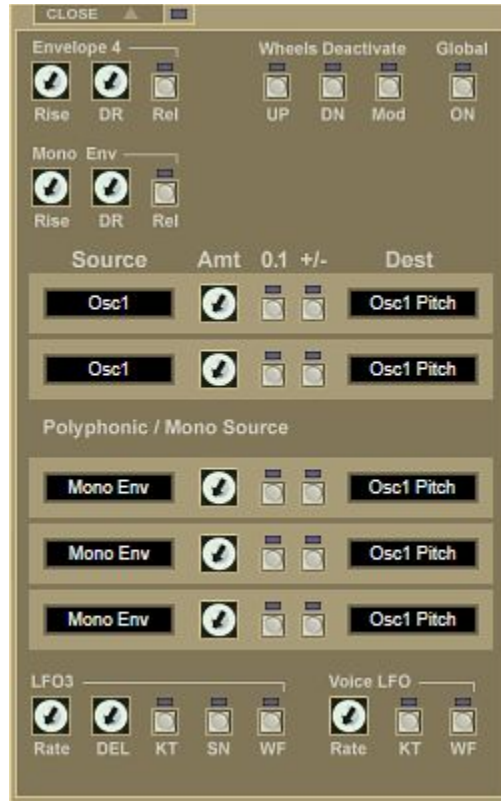 CLOSE
Envelope 4 Wheels Deactivate Global
Rise DR Rel UP DN Mod ON
Mono Env
Rise DR Rel
Source Amt 0.1 +/- Dest
Osc1 Osc1 Pitch
Osc1 Osc1 Pitch
Polyphonic / Mono Source
Mono Env Osc1 Pitch
Mono Env Osc1 Pitch
Mono Env Osc1 Pitch
LFO3 Voice LFO
Rate DEL KT SN WF Rate KT WF